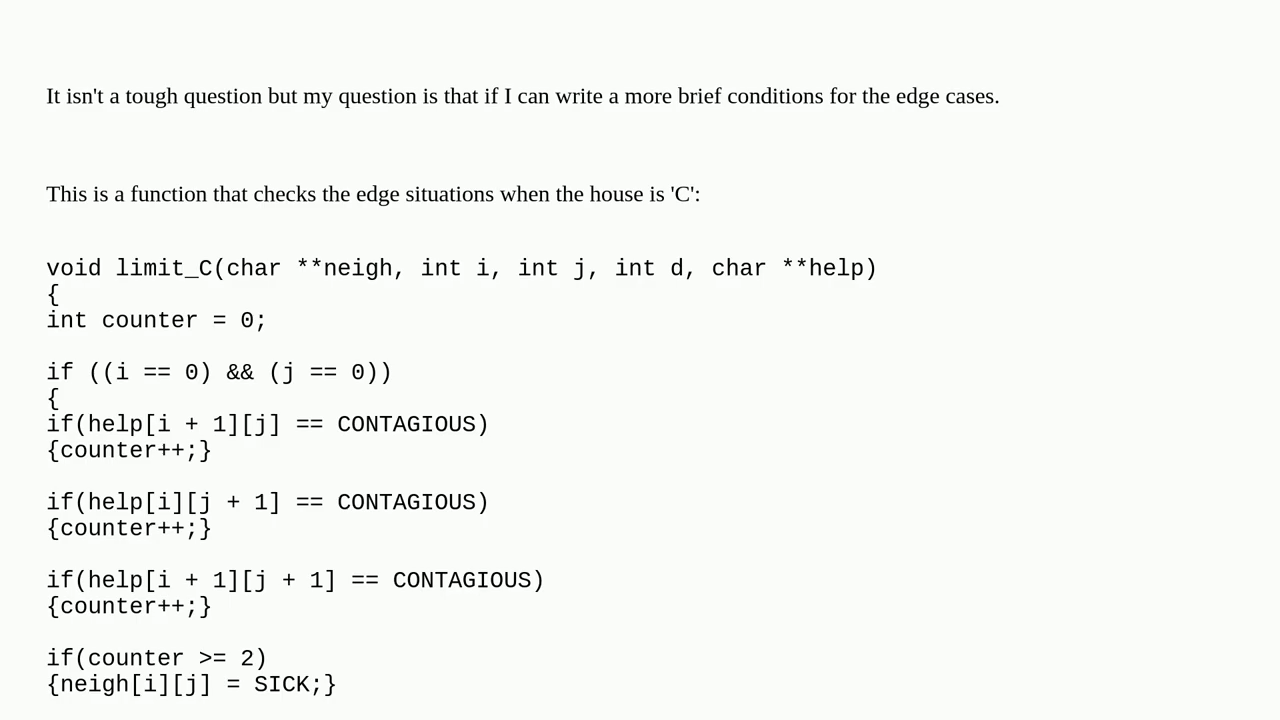 It isn't a tough question but my question is that if I can write a more brief conditions for the edge cases.
This is a function that checks the edge situations when the house is 'C':
void limit_C(char **neigh, int i, int j, int d, char **help)
{
int counter = 0;
if ((i == 0) && (j == 0))
{
if(help[i + 1][j] == CONTAGIOUS)
{counter++;}
if(help[i][j + 1] == CONTAGIOUS)
{counter++;}
if(help[i + 1][j + 1] == CONTAGIOUS)
{counter++;}
if(counter >= 2)
{neigh[i][j] = SICK;}